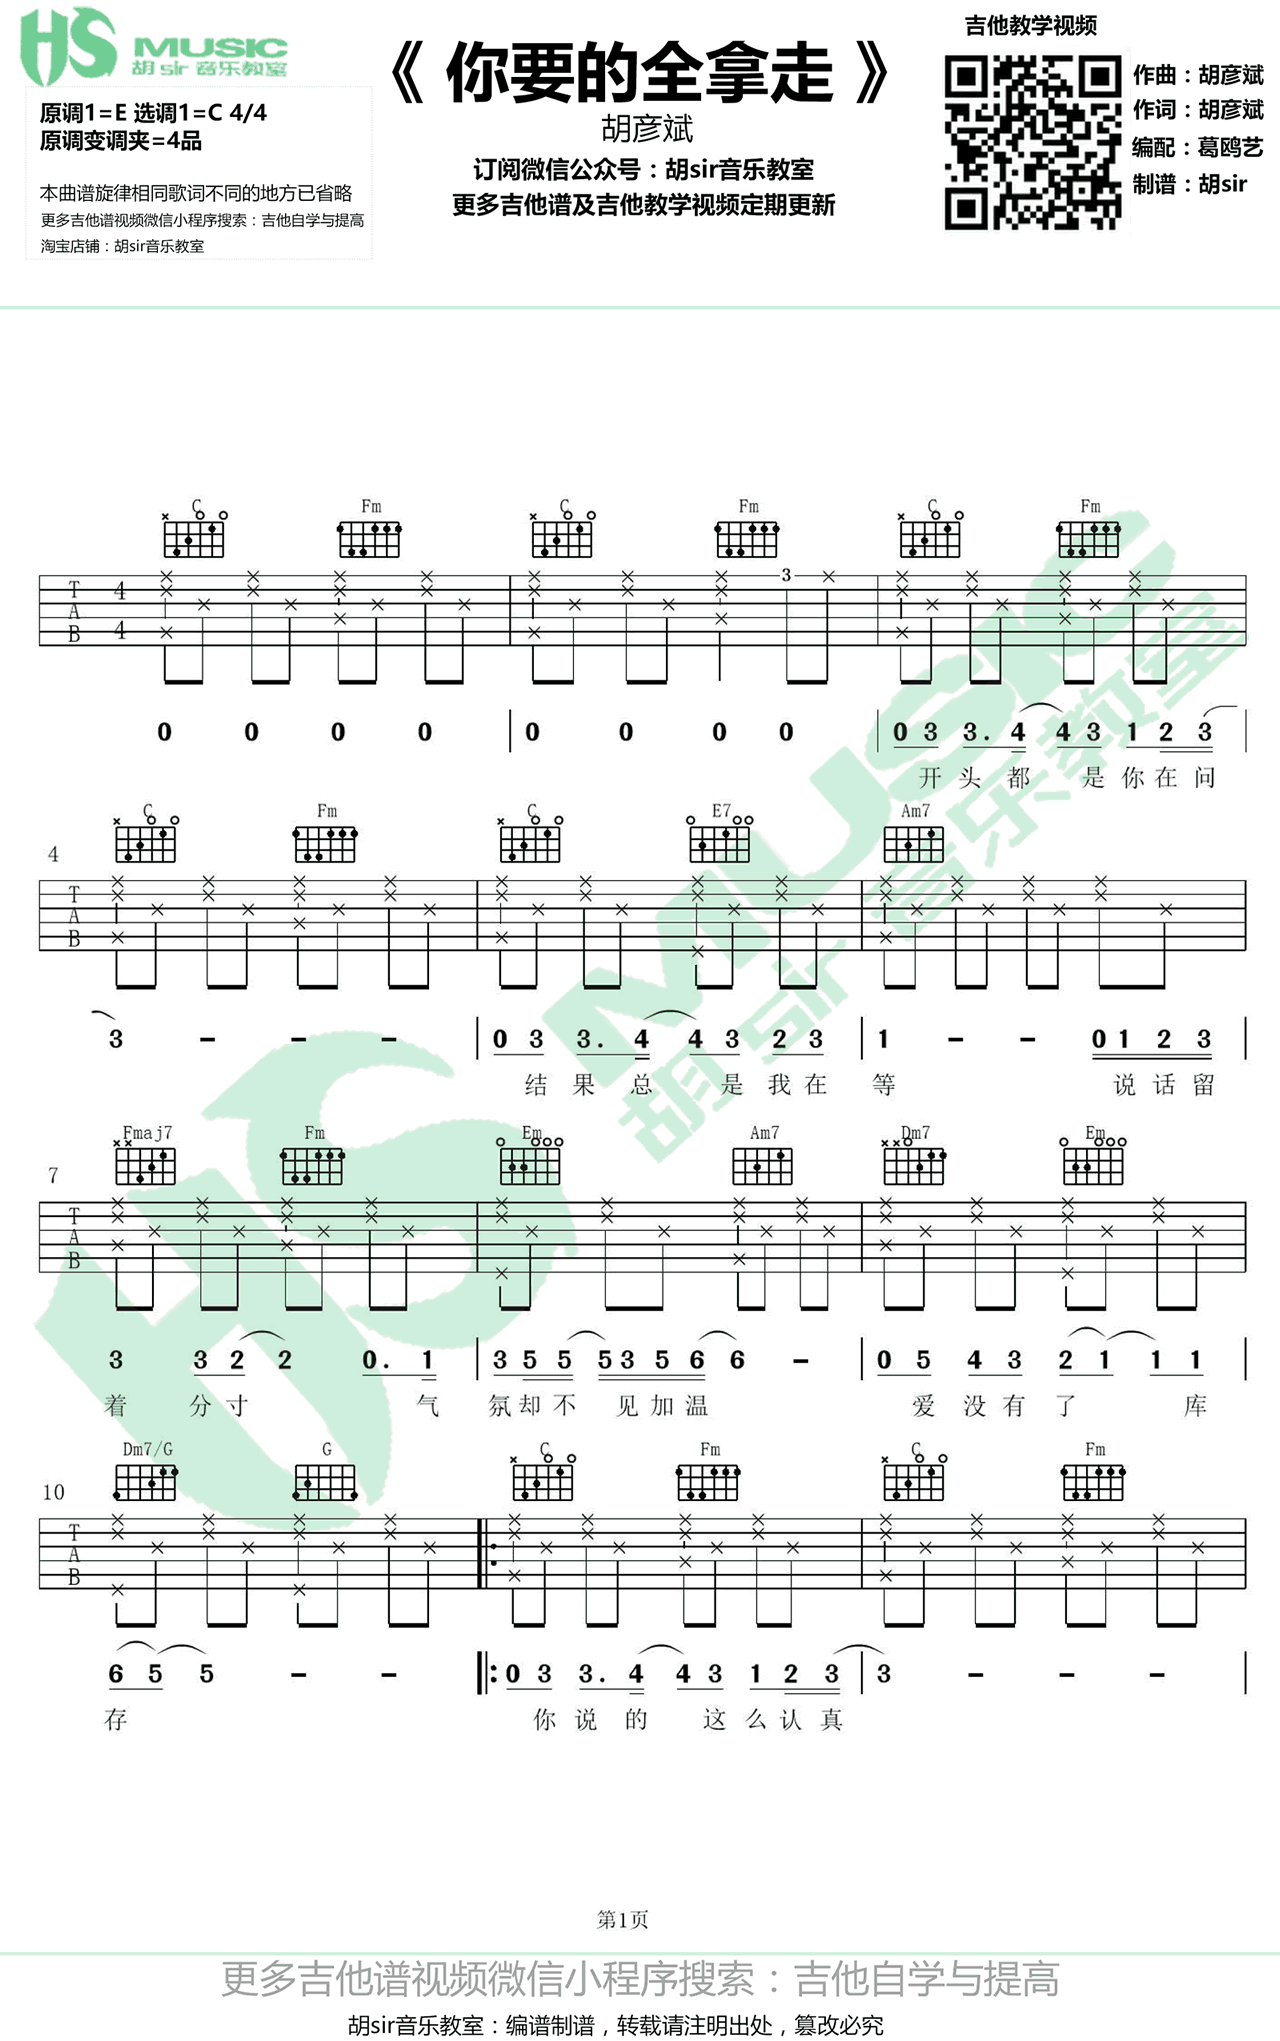 HS MUSIC
胡 sir 音乐教室
《 你要的全拿走 》
胡彦斌
订阅微信公众号：胡sir音乐教室
更多吉他谱及吉他教学视频定期更新
吉他教学视频
作曲：胡彦斌
作词：胡彦斌
编配：葛鸥艺
制谱：胡sir
原调1=E 选调1=C 4/4
原调变调夹=4品
本曲谱旋律相同歌词不同的地方已省略
更多吉他谱视频微信小程序搜索：吉他自学与提高
淘宝店铺：胡sir音乐教室
C Fm C Fm C Fm
T A B 4 4 3
0 0 0 0 0 0 0 0 0 3 3. 4 4 3 1 2 3
开 头 都 是 你 在 问
C Fm C E7 Am7
4
T A B
3 - - - 0 3 3. 4 4 3 2 3 1 - - 0 1 2 3
结 果 总 是 我 在 等 说 话 留
Fmaj7 Fm Em Am7 Dm7 Em
7
T A B
3 3 2 2 0. 1 3 5 5 5 3 5 6 6 - 0 5 4 3 2 1 1 1
着 分 寸 气 氛 却 不 见 加 温 爱 没 有 了 库
Dm7/G G C Fm C Fm
10
T A B
6 5 5 - - 0 3 3. 4 4 3 1 2 3 3 - - -
存 你 说 的 这 么 认 真
HS MUSIC
胡 sir 音乐教室
第1页
更多吉他谱视频微信小程序搜索：吉他自学与提高
胡sir音乐教室：编谱制谱，转载请注明出处，篡改必究